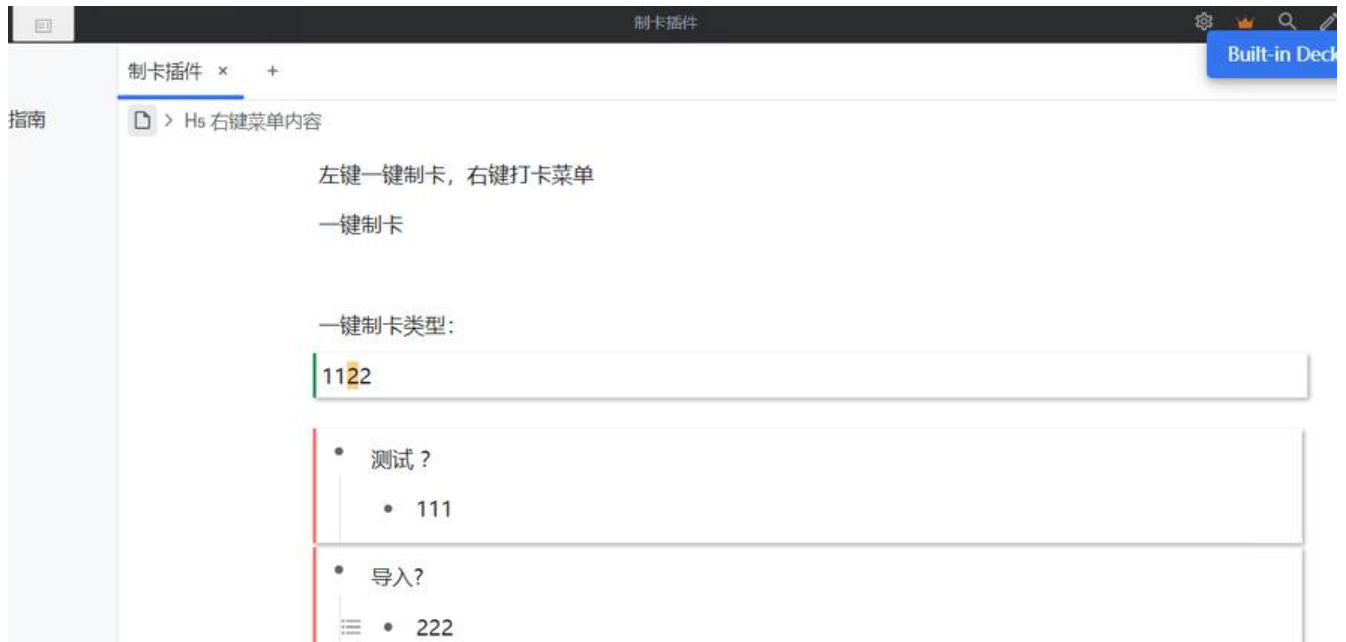 制卡插件
Built-in Deck
制卡插件 × +
指南
> H5 右键菜单内容
左键一键制卡，右键打卡菜单
一键制卡
一键制卡类型：
1122
测试？
111
导入?
222